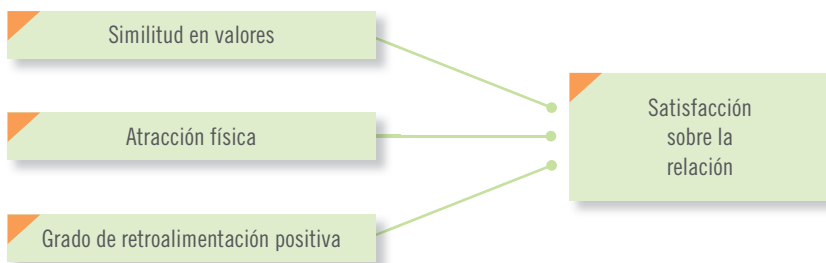 Similitud en valores
Atracción física
Grado de retroalimentación positiva
Satisfacción
sobre la
relación